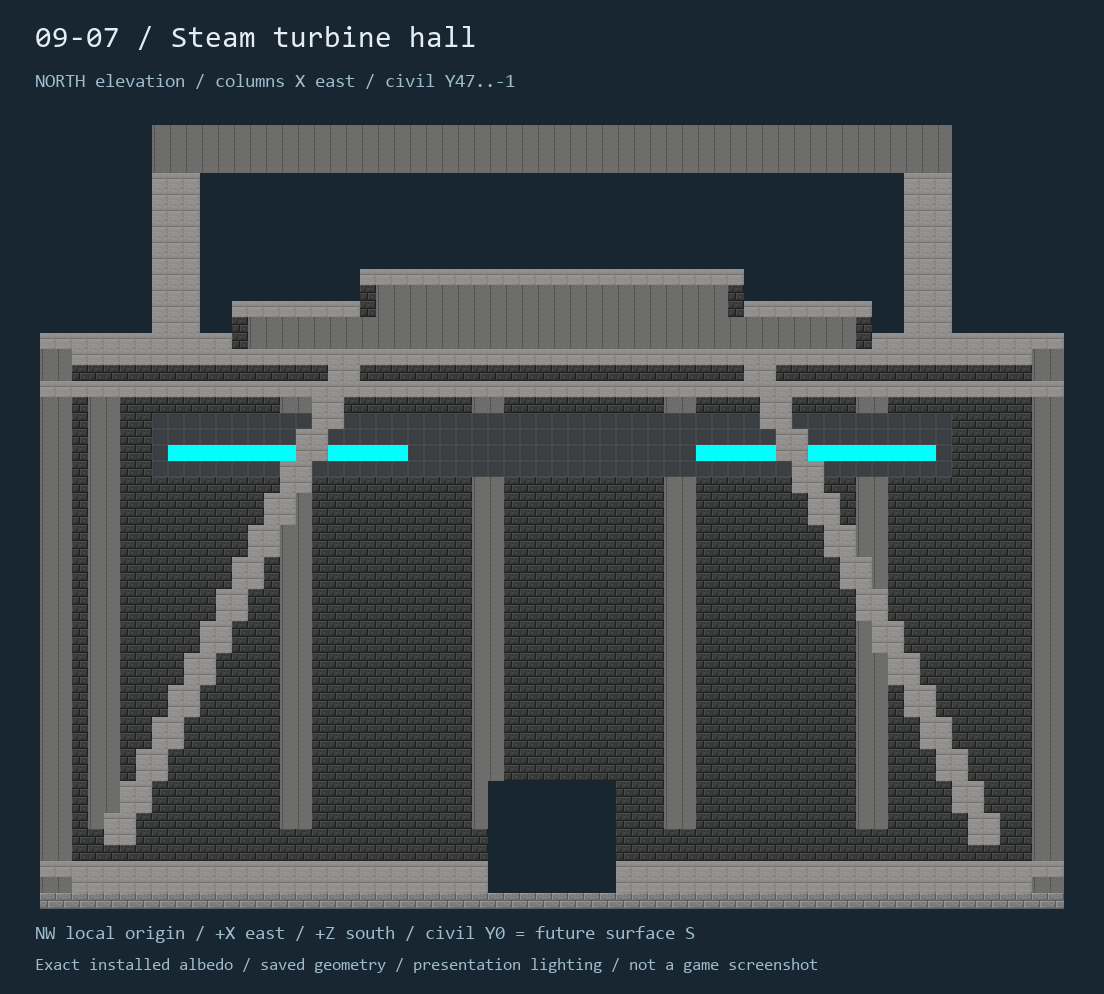 09-07 / Steam turbine hall
NORTH elevation / columns X east / civil Y47..-1
NW local origin / +X east / +Z south / civil Y0 = future surface S
Exact installed albedo / saved geometry / presentation lighting / not a game screenshot